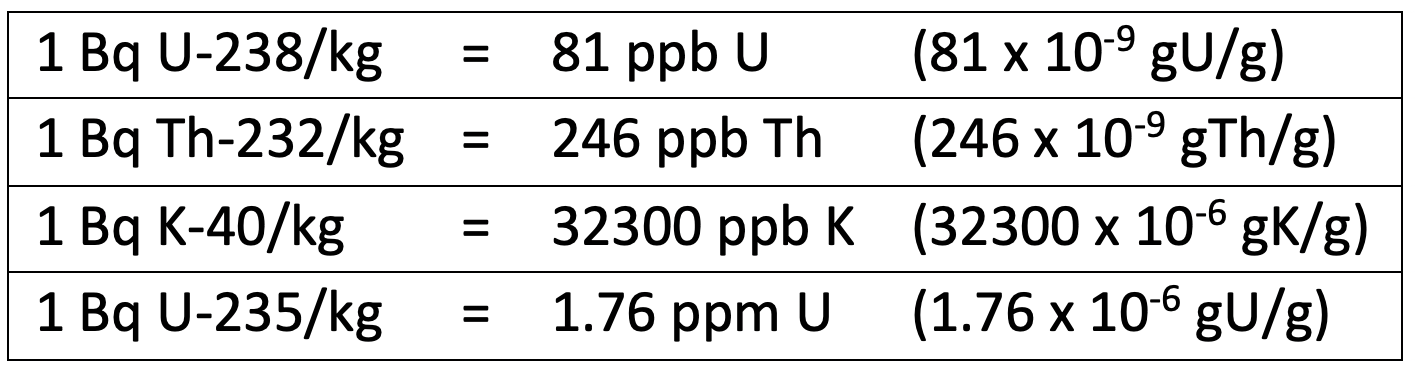 1 Bq U-238/kg = 81 ppb U (81 x 10⁻⁹ gU/g)
1 Bq Th-232/kg = 246 ppb Th (246 x 10⁻⁹ gTh/g)
1 Bq K-40/kg = 32300 ppb K (32300 x 10⁻⁶ gK/g)
1 Bq U-235/kg = 1.76 ppm U (1.76 x 10⁻⁶ gU/g)